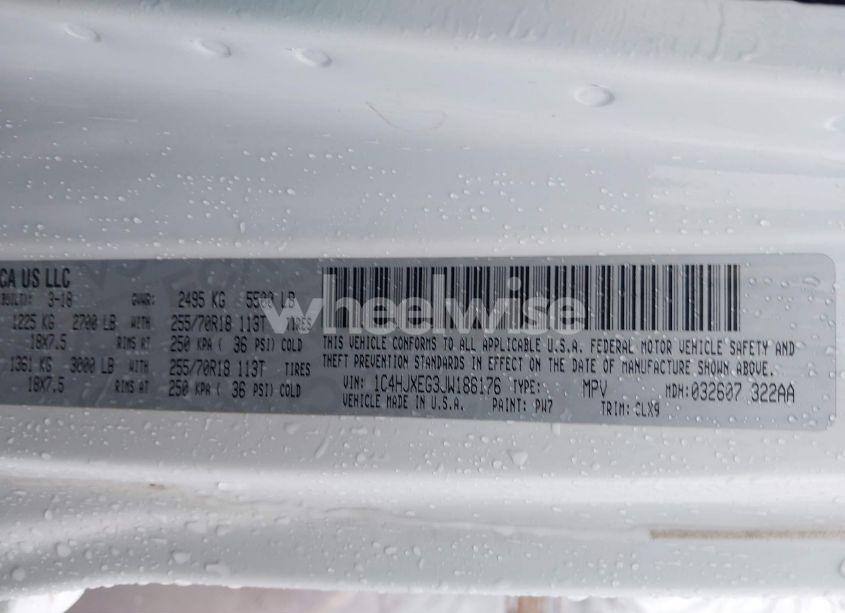 CA US LLC
BUILT: 3-18 GVWR: 2495 KG 5500 LB
1225 KG 2700 LB WITH 255/70R18 113T TIRES
18X7.5 RIMS AT 250 KPA ( 36 PSI) COLD
1361 KG 3000 LB WITH 255/70R18 113T TIRES
18X7.5 RIMS AT 250 KPA ( 36 PSI) COLD
THIS VEHICLE CONFORMS TO ALL APPLICABLE U.S.A. FEDERAL MOTOR VEHICLE SAFETY AND
THEFT PREVENTION STANDARDS IN EFFECT ON THE DATE OF MANUFACTURE SHOWN ABOVE.
VIN: 1C4HJXEG3JW186176 TYPE: MPV MDH: 032607 322AA
VEHICLE MADE IN U.S.A. PAINT: PW7 TRIM: CLX9
wheelwise